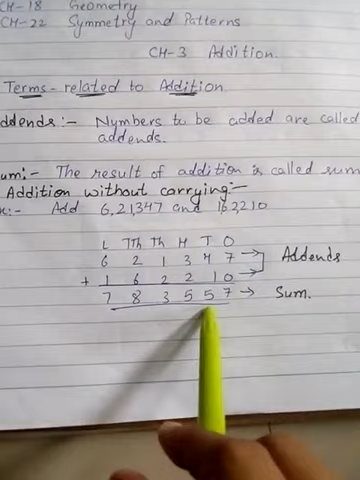 CH-18 Geometry
CH-22 Symmetry and Patterns
CH-3 Addition.
Terms-related to Addition
ddends:- Numbers to be added are called
addends.
um:- The result of addition is called sum
Addition without carrying:-
x:- Add 6,21,347 and 162,210
L TTh Th H T O
6 2 1 3 4 7 → Addends
+ 1 6 2 2 1 0 →
7 8 3 5 5 7 → Sum.